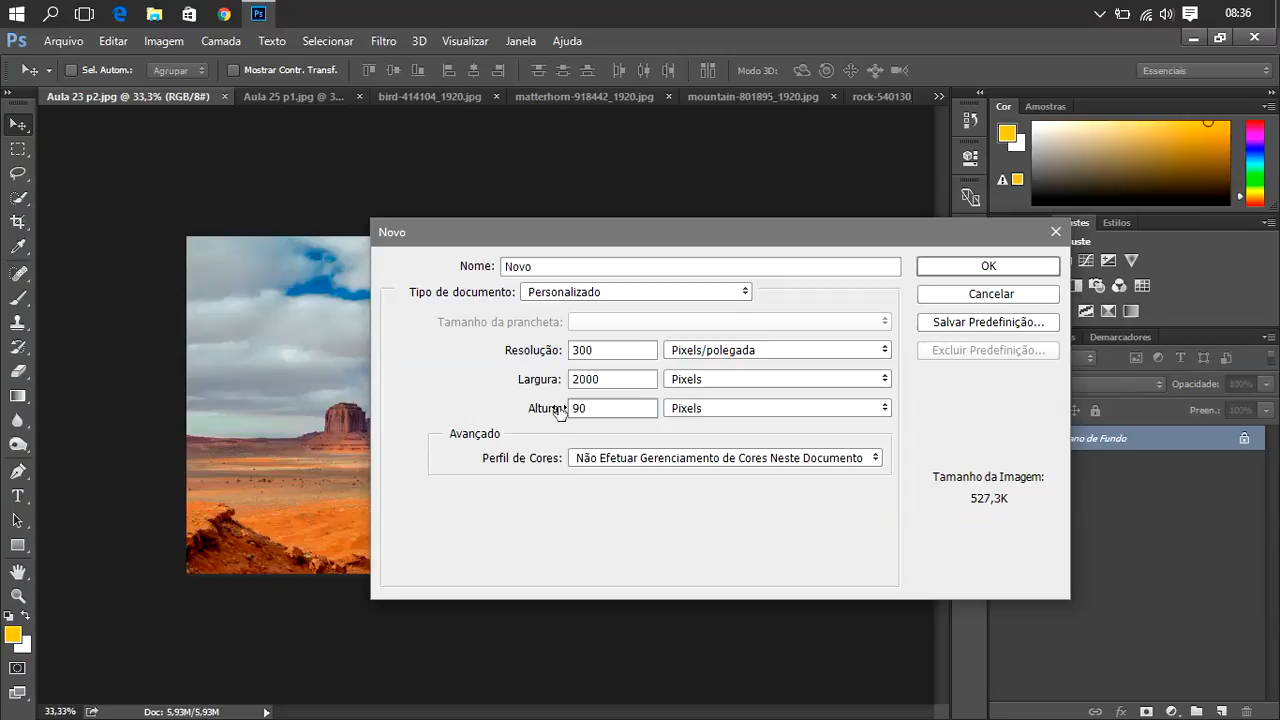 08:36
Ps
Arquivo Editar Imagem Camada Texto Selecionar Filtro 3D Visualizar Janela Ajuda
Sel. Autom.: Agrupar Mostrar Contr. Transf. Modo 3D: Essenciais
Aula 23 p2.jpg @ 33,3% (RGB/8#) × Aula 25 p1.jpg @ 3... × bird-414104_1920.jpg × matterhorn-918442_1920.jpg × mountain-801895_1920.jpg × rock-540130
Cor Amostras
Estilos
Novo
Nome: Novo OK
Tipo de documento: Personalizado Cancelar
Tamanho da prancheta: Salvar Predefinição...
Resolução: 300 Pixels/polegada Excluir Predefinição...
Demarcadores
Largura: 2000 Pixels
Opacidade: 100%
Altura: 90 Pixels
Preen.: 100%
Avançado
ano de Fundo
Perfil de Cores: Não Efetuar Gerenciamento de Cores Neste Documento
Tamanho da Imagem:
527,3K
33,33% Doc: 5,93M/5,93M